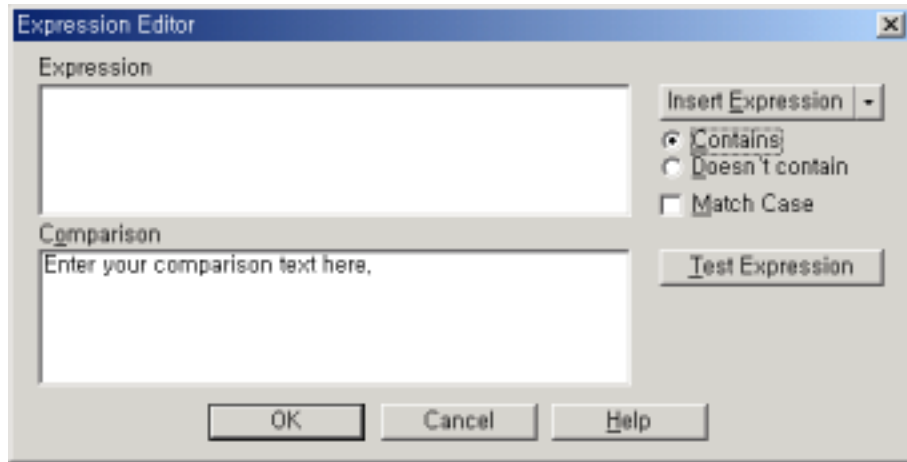 Expression Editor
Expression
Insert Expression
Contains
Doesn't contain
Match Case
Comparison
Enter your comparison text here,
Test Expression
OK
Cancel
Help